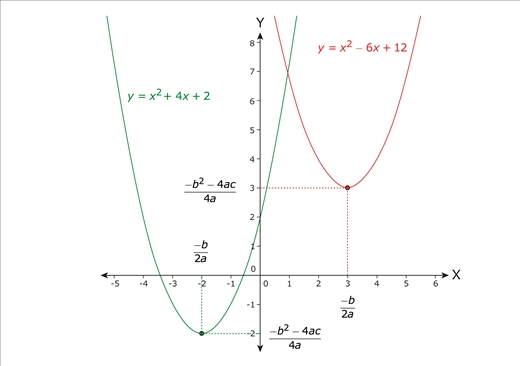 Y
y = x² − 6x + 12
y = x² + 4x + 2
8
7
6
5
4
3
2
1
0
-1
-2
−b² − 4ac
4a
−b
2a
-5 -4 -3 -2 -1 0 1 2 3 4 5 6 X
−b
2a
−b² − 4ac
4a